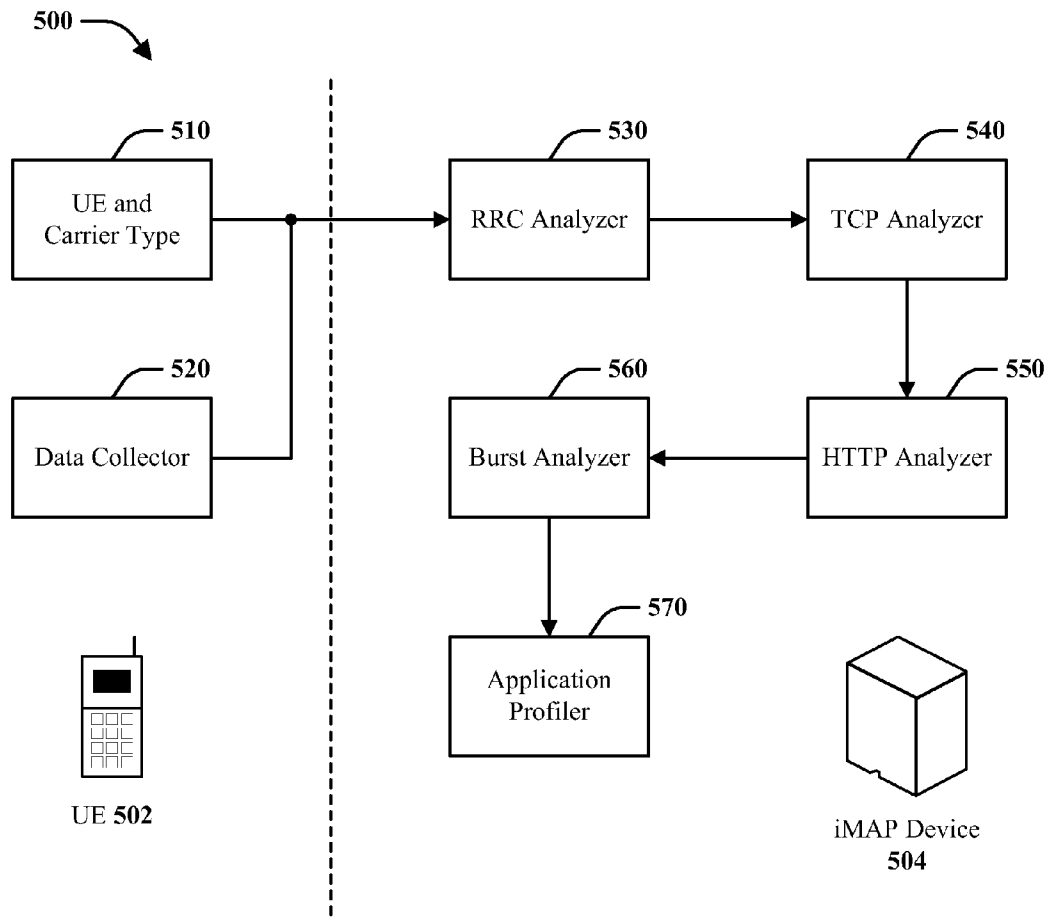 500
510
530
540
UE and
Carrier Type
RRC Analyzer
TCP Analyzer
520
560
550
Data Collector
Burst Analyzer
HTTP Analyzer
570
Application
Profiler
UE 502
iMAP Device
504